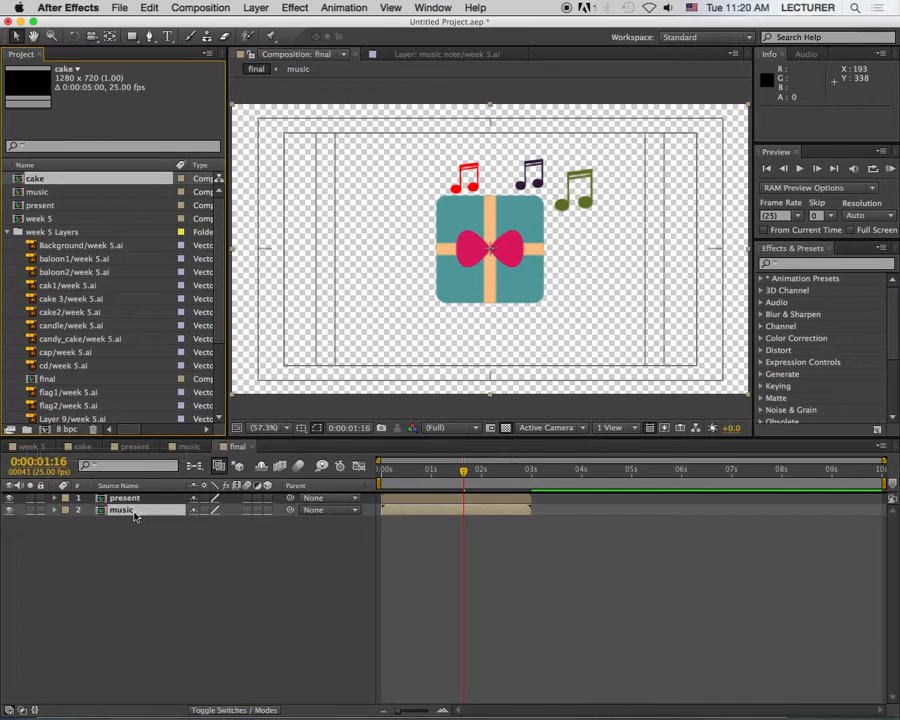 After Effects File Edit Composition Layer Effect Animation View Window Help Tue 11:20 AM LECTURER
Untitled Project.aep *
Workspace: Standard Search Help
Project
cake
1280 x 720 (1.00)
Δ 0:00:05:00, 25.00 fps
Name Type
cake Comp
music Comp
present Comp
week 5 Comp
week 5 Layers Folde
Background/week 5.ai Vecto
baloon1/week 5.ai Vecto
baloon2/week 5.ai Vecto
cak1/week 5.ai Vecto
cake 3/week 5.ai Vecto
cake2/week 5.ai Vecto
candle/week 5.ai Vecto
candy_cake/week 5.ai Vecto
cap/week 5.ai Vecto
cd/week 5.ai Vecto
final Comp
flag1/week 5.ai Vecto
flag2/week 5.ai Vecto
Layer 9/week 5.ai Vecto
8 bpc
Composition: final Layer: music note/week 5.ai
final music
(57.3%) 0:00:01:16 (Full) Active Camera 1 View +0.0
Info Audio
R : X : 193
G : Y : 338
B :
A : 0
Preview
RAM Preview Options
Frame Rate Skip Resolution
(25) 0 Auto
From Current Time Full Screen
Effects & Presets
* Animation Presets
3D Channel
Audio
Blur & Sharpen
Channel
Color Correction
Distort
Expression Controls
Generate
Keying
Matte
Noise & Grain
Obsolete
week 5 cake present music final
0:00:01:16
00041 (25.00 fps)
:00s 01s 02s 03s 04s 05s 06s 07s 08s 09s 10s
# Source Name Parent
1 present None
2 music None
Toggle Switches / Modes